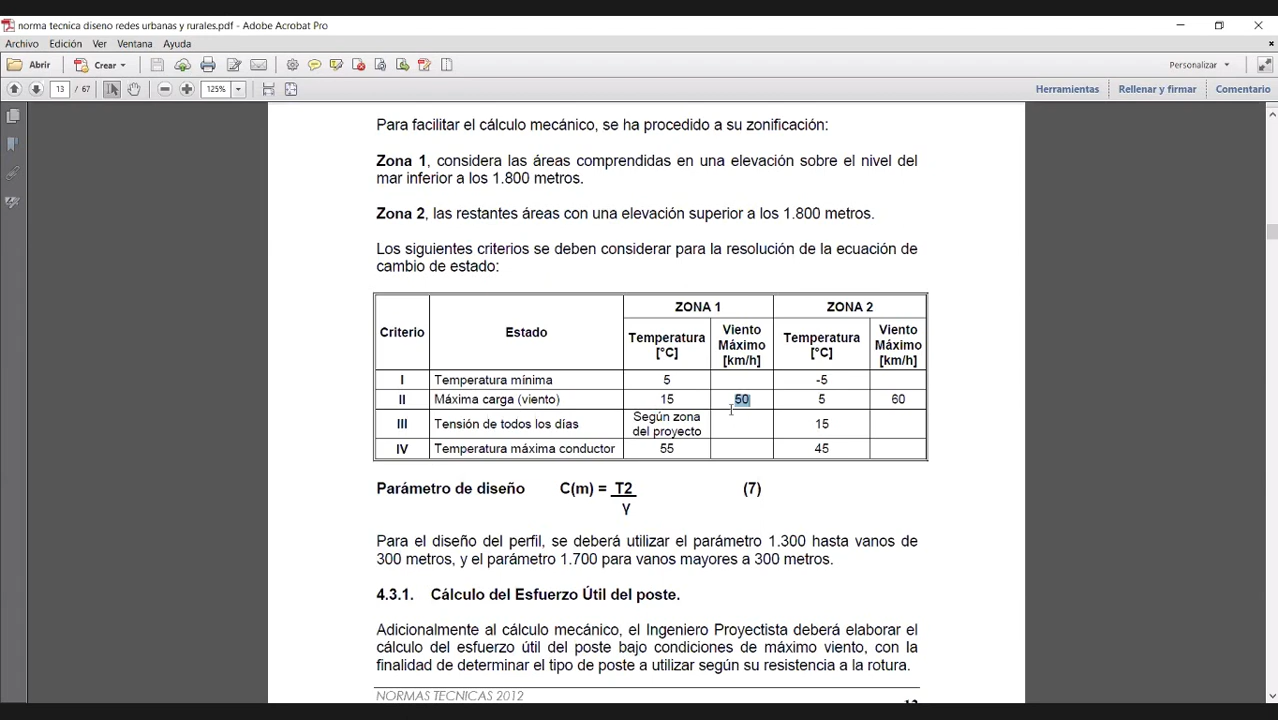 norma tecnica diseno redes urbanas y rurales.pdf - Adobe Acrobat Pro
Archivo Edición Ver Ventana Ayuda
Abrir Crear Personalizar
13 / 67 125% Herramientas Rellenar y firmar Comentario
Para facilitar el cálculo mecánico, se ha procedido a su zonificación:
Zona 1, considera las áreas comprendidas en una elevación sobre el nivel del
mar inferior a los 1.800 metros.
Zona 2, las restantes áreas con una elevación superior a los 1.800 metros.
Los siguientes criterios se deben considerar para la resolución de la ecuación de
cambio de estado:
Criterio Estado ZONA 1 ZONA 2
Temperatura [°C] Viento Máximo [km/h] Temperatura [°C] Viento Máximo [km/h]
I Temperatura mínima 5 -5
II Máxima carga (viento) 15 50 5 60
III Tensión de todos los días Según zona del proyecto 15
IV Temperatura máxima conductor 55 45
Parámetro de diseño C(m) = T2 (7)
γ
Para el diseño del perfil, se deberá utilizar el parámetro 1.300 hasta vanos de
300 metros, y el parámetro 1.700 para vanos mayores a 300 metros.
4.3.1. Cálculo del Esfuerzo Útil del poste.
Adicionalmente al cálculo mecánico, el Ingeniero Proyectista deberá elaborar el
cálculo del esfuerzo útil del poste bajo condiciones de máximo viento, con la
finalidad de determinar el tipo de poste a utilizar según su resistencia a la rotura.
NORMAS TECNICAS 2012